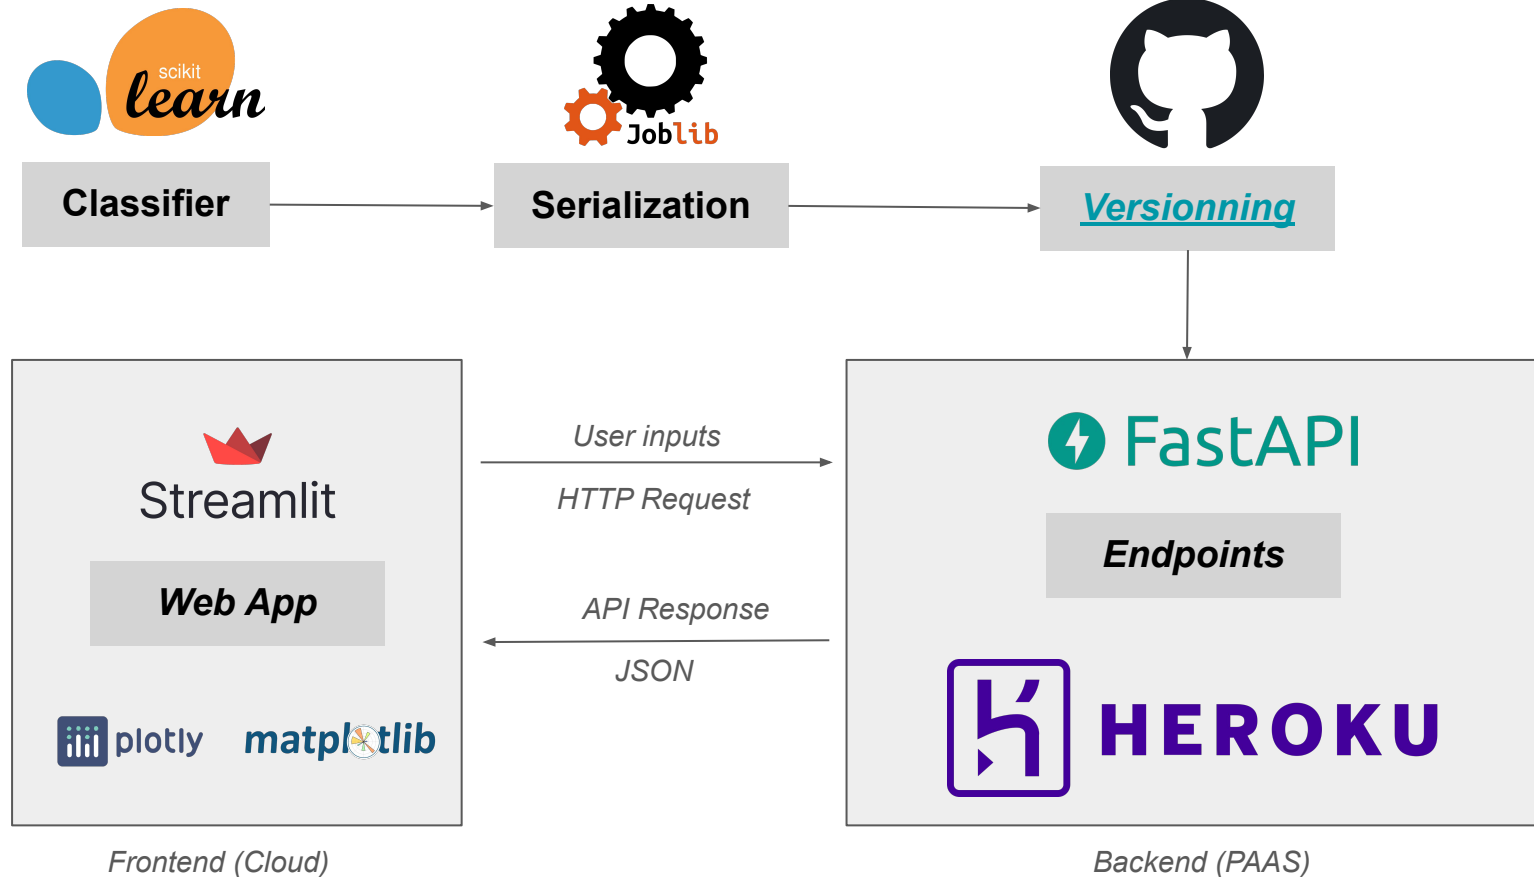 scikit
learn
Joblib
Classifier
Serialization
Versionning
Streamlit
Web App
plotly
matplotlib
User inputs
HTTP Request
API Response
JSON
FastAPI
Endpoints
HEROKU
Frontend (Cloud)
Backend (PAAS)